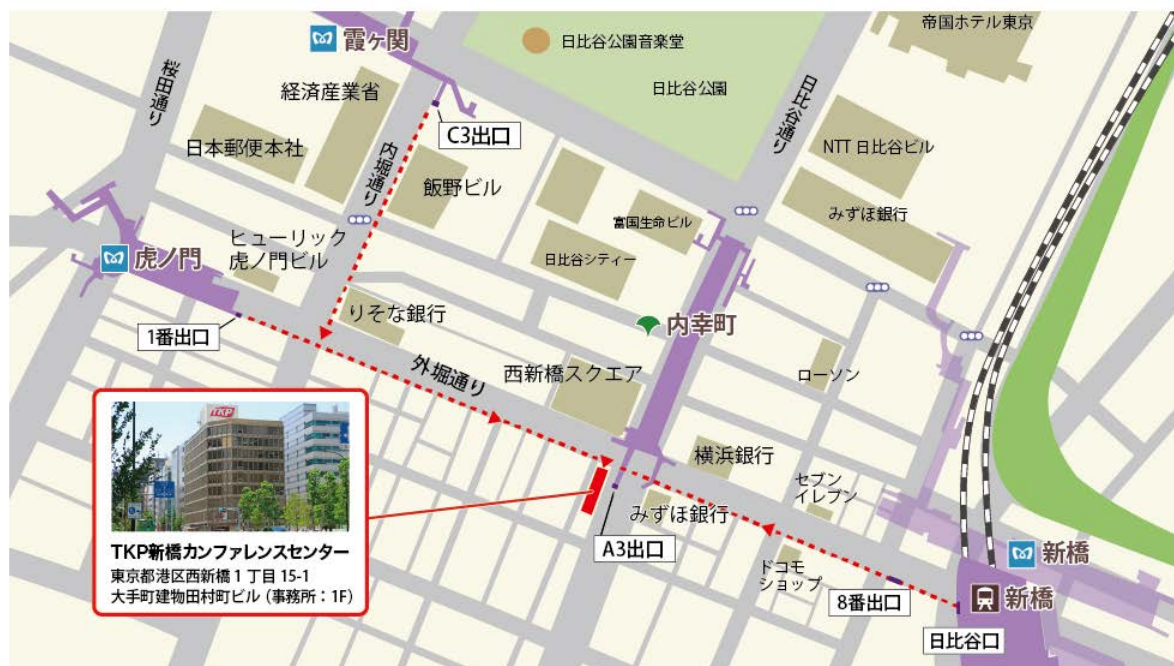 帝国ホテル東京
霞ヶ関
日比谷公園音楽堂
桜田通り
経済産業省
日比谷公園
日比谷通り
C3出口
日本郵便本社
内堀通り
NTT 日比谷ビル
飯野ビル
富国生命ビル
みずほ銀行
ヒューリック
虎ノ門ビル
虎ノ門
日比谷シティー
りそな銀行
1番出口
内幸町
外堀通り
西新橋スクエア
ローソン
TKP
横浜銀行
セブン
イレブン
みずほ銀行
A3出口
TKP新橋カンファレンスセンター
東京都港区西新橋 1 丁目 15-1
大手町建物田村町ビル (事務所:1F)
ドコモ
ショップ
新橋
8番出口
新橋
日比谷口